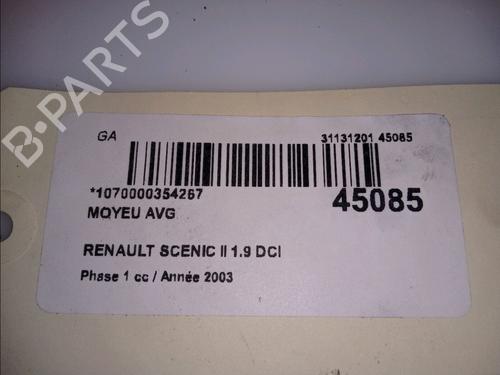 B-PARTS
GA
31131201 45085
*1070000354267
45085
MOYEU AVG
RENAULT SCENIC II 1.9 DCI
Phase 1 cc / Année 2003